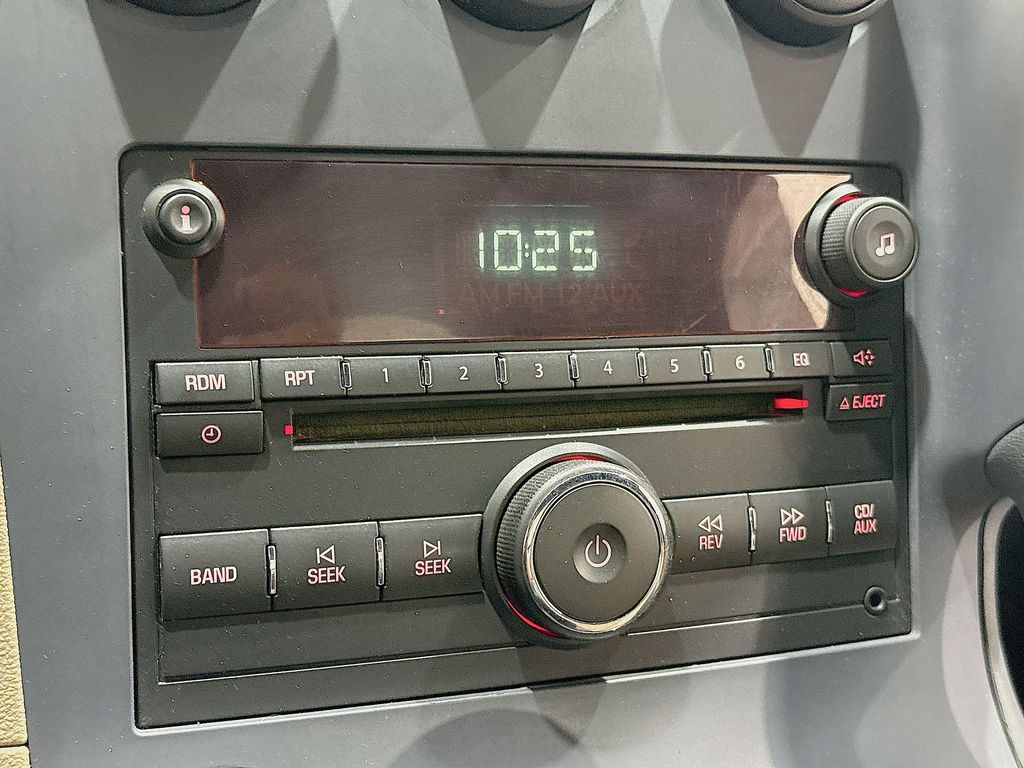 i
10:25
AM FM 12 AUX
RDM
RPT
1
2
3
4
5
6
EQ
EJECT
BAND
SEEK
SEEK
REV
FWD
CD/
AUX